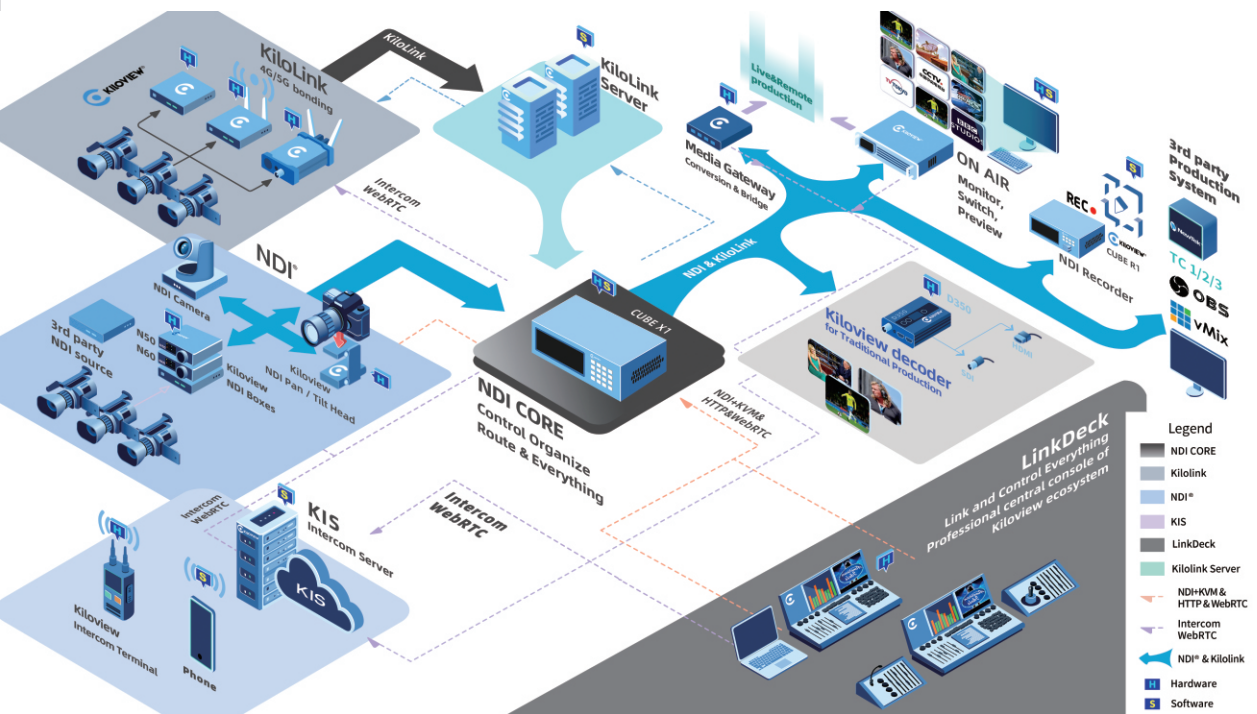 KILOVIEW®
KiloLink
4G/5G bonding
H
H
H
KiloLink
S
KiloLink
Server
Intercom
WebRTC
H
Media Gateway
Conversion & Bridge
Live&Remote
production
CCTV
BBC
STUDIOS
KILOVIEW
H S
ON AIR
Monitor,
Switch,
Preview
S
REC
KILOVIEW
CUBE R1
NDI Recorder
3rd party
Production
System
NewTek
TC 1/2/3
OBS
vMix
NDI®
NDI Camera
3rd party
NDI source
H
N50
N60
Kiloview
NDI Boxes
Kiloview
NDI Pan / Tilt Head
H
NDI & KiloLink
H S
CUBE X1
NDI CORE
Control Organize
Route & Everything
H
D350
HDMI
SDI
Kiloview decoder
for Traditional Production
NDI+KVM&
HTTP&WebRTC
Intercom
WebRTC
Intercom
WebRTC
H
Kiloview
Intercom Terminal
S
Phone
S
KIS
Intercom Server
KIS
LinkDeck
Link and Control Everything
Professional central console of
Kiloview ecosystem
H
Legend
NDI CORE
Kilolink
NDI®
KIS
LinkDeck
Kilolink Server
NDI+KVM &
HTTP & WebRTC
Intercom
WebRTC
NDI® & Kilolink
H Hardware
S Software